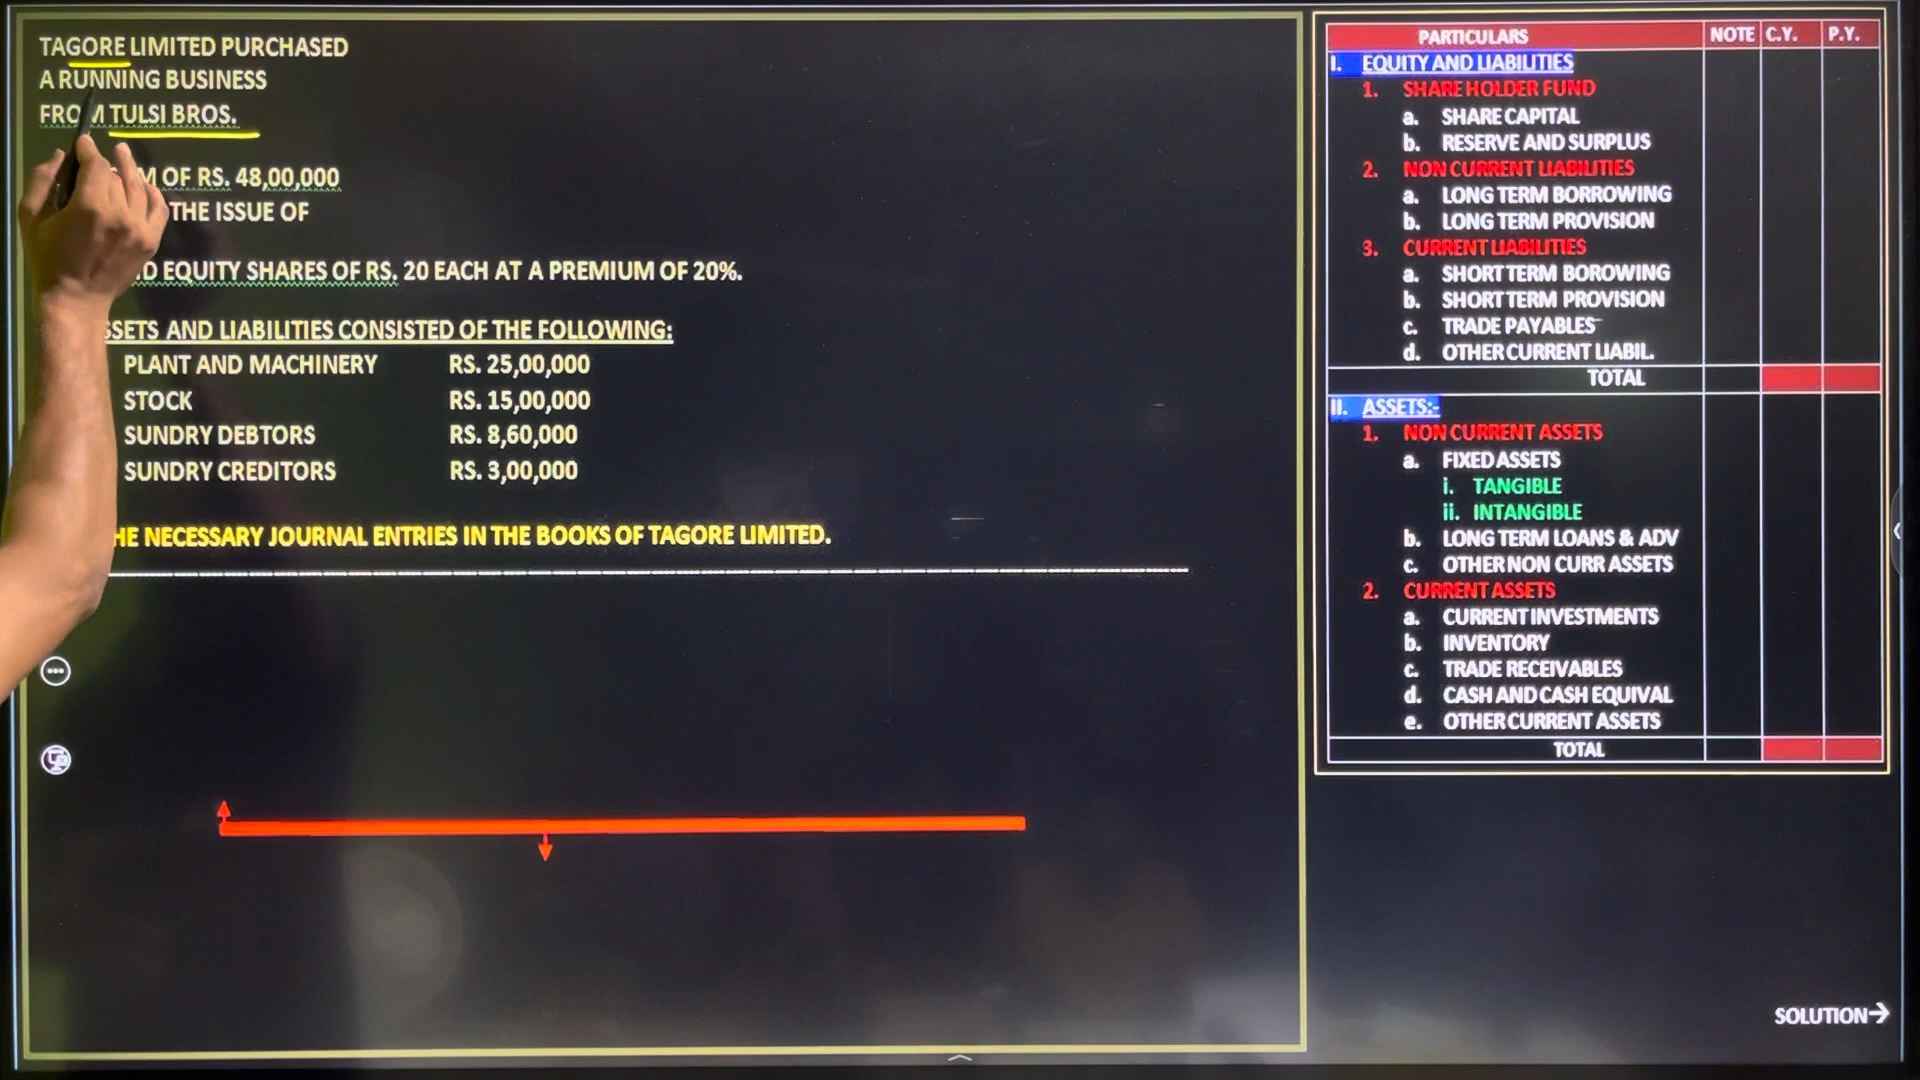 TAGORE LIMITED PURCHASED
A RUNNING BUSINESS
FROM TULSI BROS.
OF RS. 48,00,000
THE ISSUE OF
EQUITY SHARES OF RS. 20 EACH AT A PREMIUM OF 20%.
AND LIABILITIES CONSISTED OF THE FOLLOWING:
PLANT AND MACHINERY RS. 25,00,000
STOCK RS. 15,00,000
SUNDRY DEBTORS RS. 8,60,000
SUNDRY CREDITORS RS. 3,00,000
NECESSARY JOURNAL ENTRIES IN THE BOOKS OF TAGORE LIMITED.
PARTICULARS NOTE C.Y. P.Y.
I. EQUITY AND LIABILITIES
1. SHARE HOLDER FUND
a. SHARE CAPITAL
b. RESERVE AND SURPLUS
2. NON CURRENT LIABILITIES
a. LONG TERM BORROWING
b. LONG TERM PROVISION
3. CURRENT LIABILITIES
a. SHORT TERM BOROWING
b. SHORT TERM PROVISION
c. TRADE PAYABLES
d. OTHER CURRENT LIABIL.
TOTAL
II. ASSETS:-
1. NON CURRENT ASSETS
a. FIXED ASSETS
i. TANGIBLE
ii. INTANGIBLE
b. LONG TERM LOANS & ADV
c. OTHER NON CURR ASSETS
2. CURRENT ASSETS
a. CURRENT INVESTMENTS
b. INVENTORY
c. TRADE RECEIVABLES
d. CASH AND CASH EQUIVAL
e. OTHER CURRENT ASSETS
TOTAL
SOLUTION→